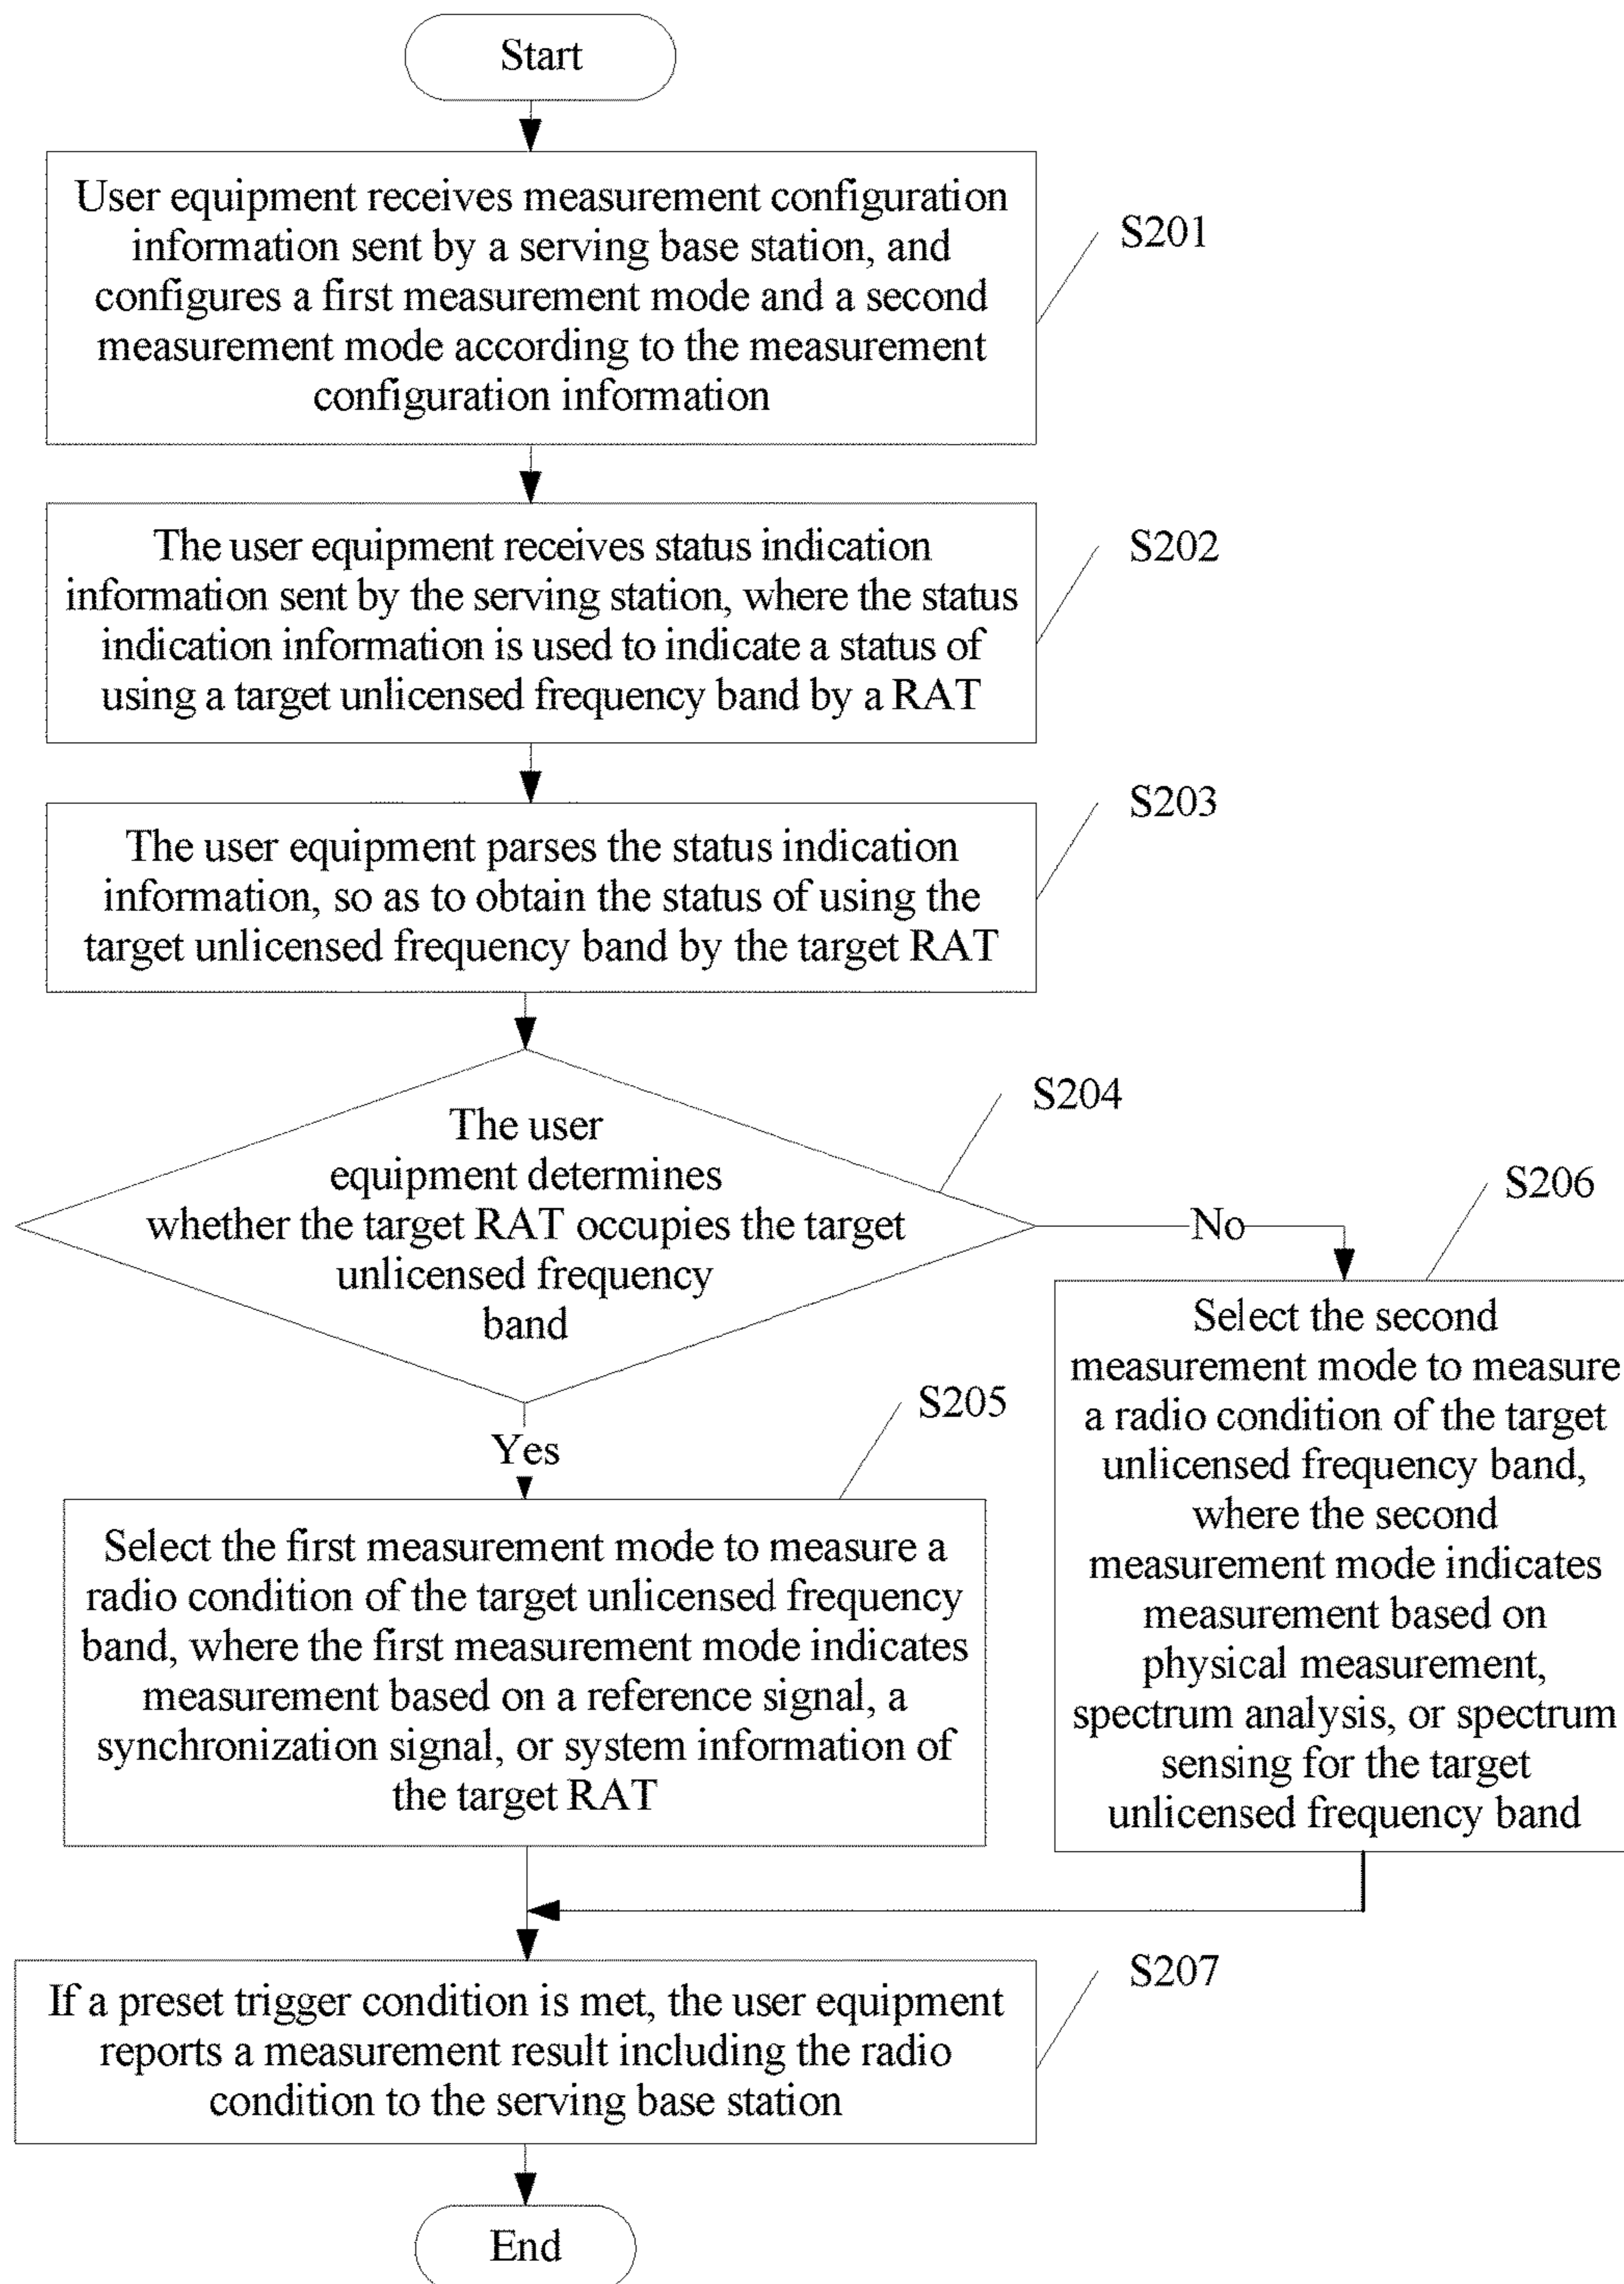 Start
User equipment receives measurement configuration
information sent by a serving base station, and
configures a first measurement mode and a second
measurement mode according to the measurement
configuration information
S201
The user equipment receives status indication
information sent by the serving station, where the status
indication information is used to indicate a status of
using a target unlicensed frequency band by a RAT
S202
The user equipment parses the status indication
information, so as to obtain the status of using the
target unlicensed frequency band by the target RAT
S203
The user
equipment determines
whether the target RAT occupies the target
unlicensed frequency
band
S204
No
S206
Select the second
measurement mode to measure
a radio condition of the target
unlicensed frequency band,
where the second
measurement mode indicates
measurement based on
physical measurement,
spectrum analysis, or spectrum
sensing for the target
unlicensed frequency band
Yes
S205
Select the first measurement mode to measure a
radio condition of the target unlicensed frequency
band, where the first measurement mode indicates
measurement based on a reference signal, a
synchronization signal, or system information of
the target RAT
If a preset trigger condition is met, the user equipment
reports a measurement result including the radio
condition to the serving base station
S207
End